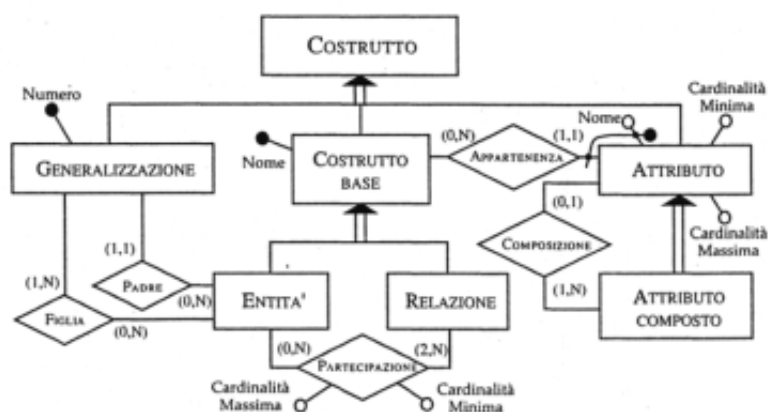 COSTRUTTO
Numero
Cardinalità
Minima
Nome
(0,N)
(1,1)
GENERALIZZAZIONE
Nome
COSTRUTTO
BASE
APPARTENENZA
ATTRIBUTO
(0,1)
(1,1)
COMPOSIZIONE
Cardinalità
Massima
(1,N)
PADRE
(0,N)
ENTITA'
RELAZIONE
(1,N)
ATTRIBUTO
COMPOSTO
FIGLIA
(0,N)
(0,N)
(2,N)
PARTECIPAZIONE
Cardinalità
Massima
Cardinalità
Minima